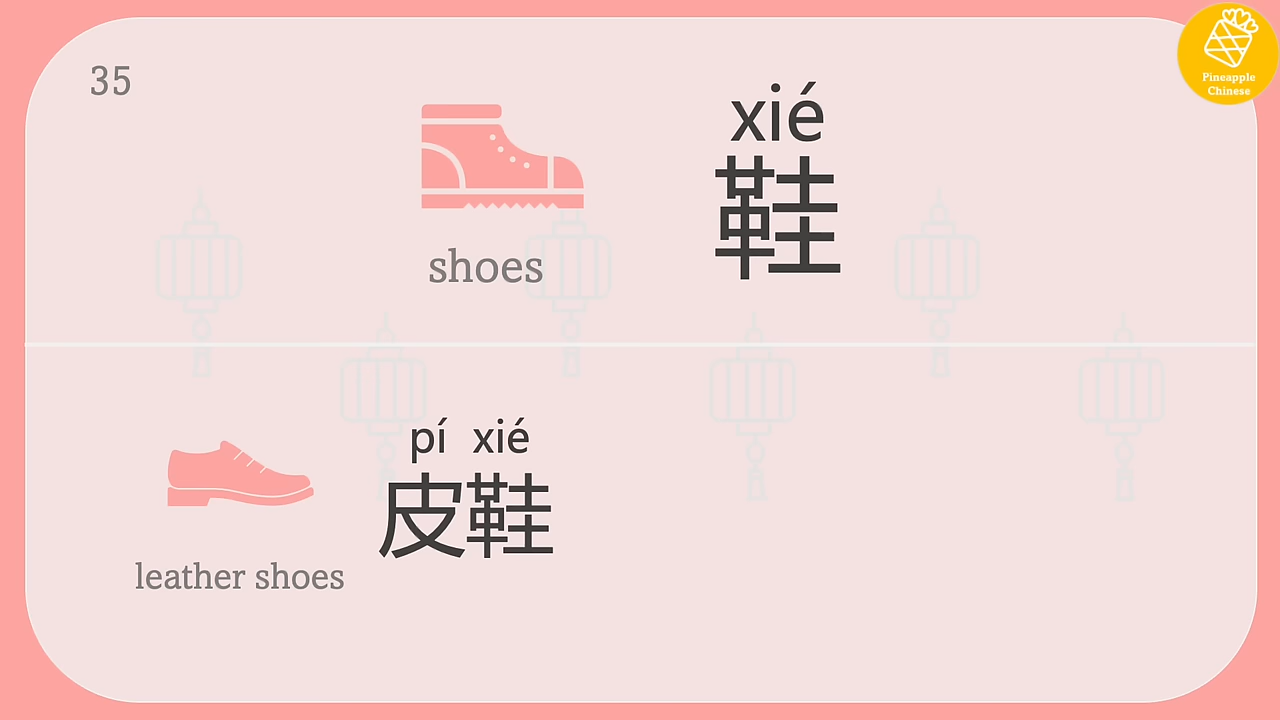 35
Pineapple
Chinese
xié
鞋
shoes
pí xié
皮鞋
leather shoes